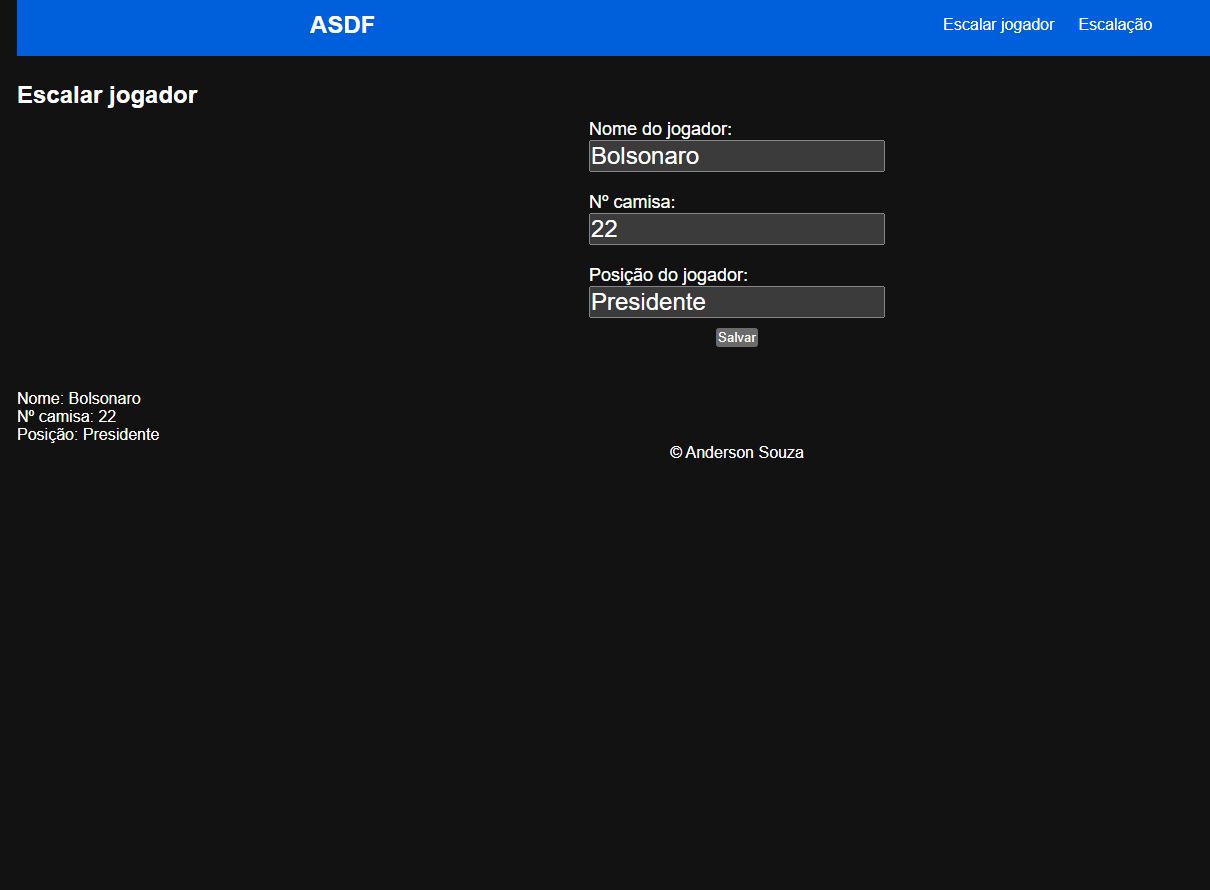 ASDF
Escalar jogador
Escalação
Escalar jogador
Nome do jogador:
Bolsonaro
Nº camisa:
22
Posição do jogador:
Presidente
Salvar
Nome: Bolsonaro
Nº camisa: 22
Posição: Presidente
© Anderson Souza